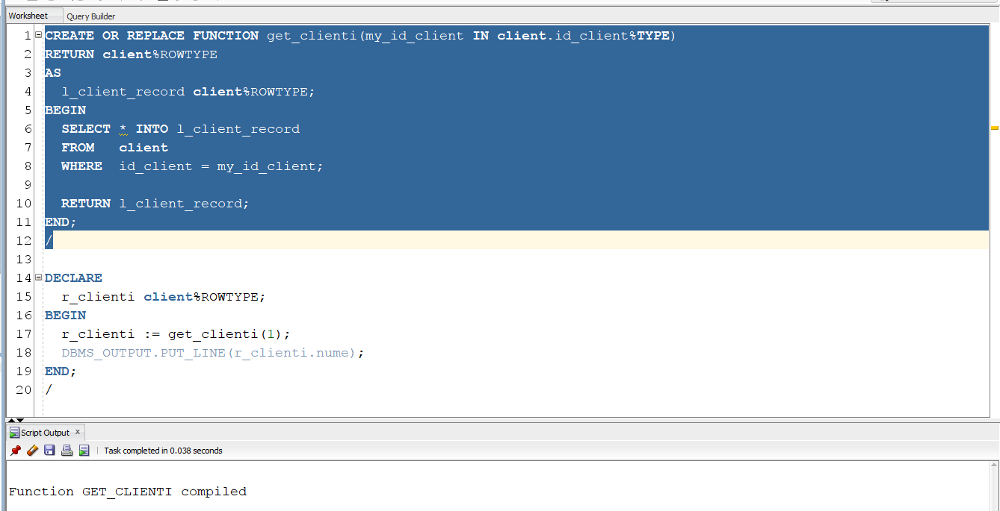 Worksheet Query Builder
1 CREATE OR REPLACE FUNCTION get_clienti(my_id_client IN client.id_client%TYPE)
2 RETURN client%ROWTYPE
3 AS
4 l_client_record client%ROWTYPE;
5 BEGIN
6 SELECT * INTO l_client_record
7 FROM client
8 WHERE id_client = my_id_client;
9
10 RETURN l_client_record;
11 END;
12 /
13
14 DECLARE
15 r_clienti client%ROWTYPE;
16 BEGIN
17 r_clienti := get_clienti(1);
18 DBMS_OUTPUT.PUT_LINE(r_clienti.nume);
19 END;
20 /
Script Output x
Task completed in 0.038 seconds
Function GET_CLIENTI compiled